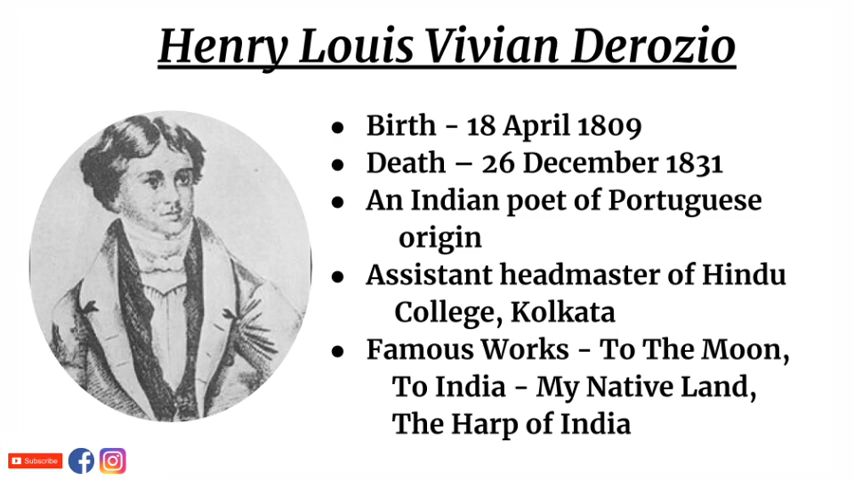 Henry Louis Vivian Derozio
● Birth - 18 April 1809
● Death – 26 December 1831
● An Indian poet of Portuguese
origin
● Assistant headmaster of Hindu
College, Kolkata
● Famous Works - To The Moon,
To India - My Native Land,
The Harp of India
Subscribe